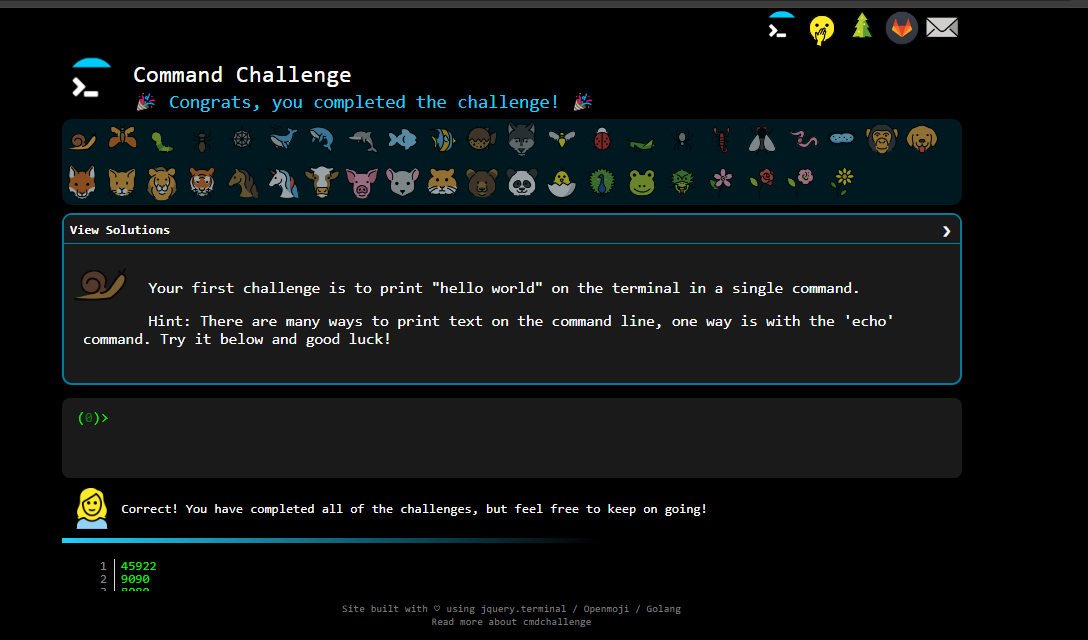 Command Challenge
🎉 Congrats, you completed the challenge! 🎉
View Solutions ❯
Your first challenge is to print "hello world" on the terminal in a single command.
Hint: There are many ways to print text on the command line, one way is with the 'echo'
command. Try it below and good luck!
(0)>
Correct! You have completed all of the challenges, but feel free to keep on going!
1 45922
2 9090
Site built with ♡ using jquery.terminal / Openmoji / Golang
Read more about cmdchallenge